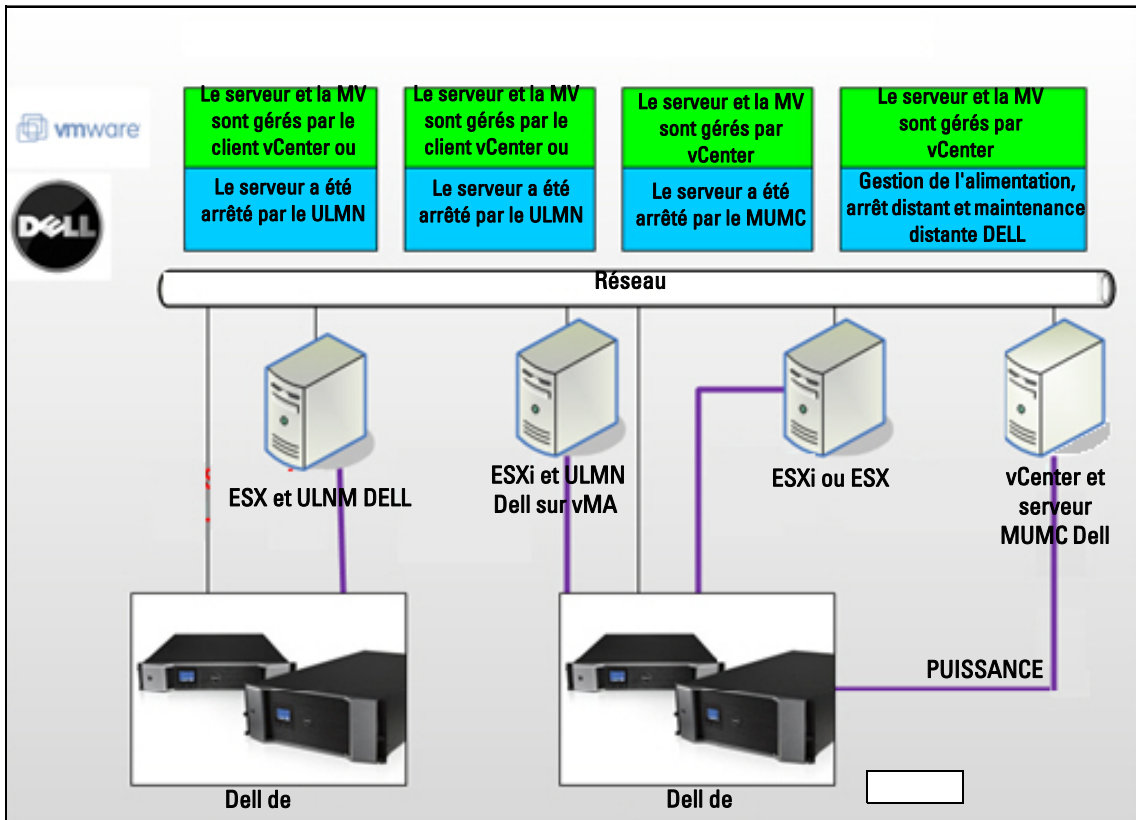 vmware
DELL
Le serveur et la MV
sont gérés par le
client vCenter ou
Le serveur a été
arrêté par le ULMN
Le serveur et la MV
sont gérés par le
client vCenter ou
Le serveur a été
arrêté par le ULMN
Le serveur et la MV
sont gérés par
vCenter
Le serveur a été
arrêté par le MUMC
Le serveur et la MV
sont gérés par
vCenter
Gestion de l'alimentation,
arrêt distant et maintenance
distante DELL
Réseau
ESX et ULNM DELL
ESXi et ULMN
Dell sur vMA
ESXi ou ESX
vCenter et
serveur
MUMC Dell
PUISSANCE
Dell de
Dell de